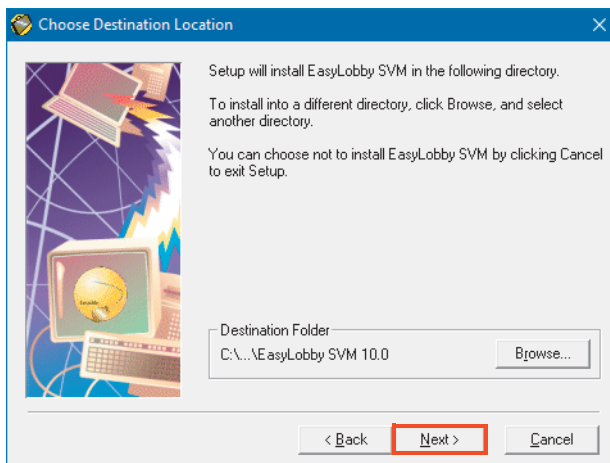 Choose Destination Location
Setup will install EasyLobby SVM in the following directory.
To install into a different directory, click Browse, and select
another directory.
You can choose not to install EasyLobby SVM by clicking Cancel
to exit Setup.
Destination Folder
C:\...\EasyLobby SVM 10.0
Browse...
< Back
Next >
Cancel